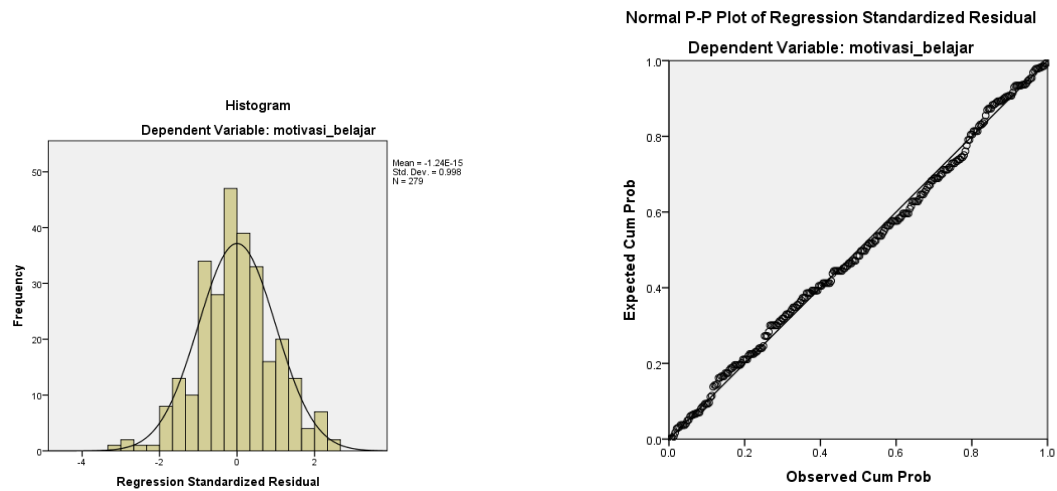 Histogram
Dependent Variable: motivasi_belajar
Mean = -1.24E-15
Std. Dev. = 0.998
N = 279
50
40
30
20
10
0
Frequency
-4
-2
0
2
Regression Standardized Residual
Normal P-P Plot of Regression Standardized Residual
Dependent Variable: motivasi_belajar
1.0
0.8
0.6
0.4
0.2
0.0
Expected Cum Prob
0.0
0.2
0.4
0.6
0.8
1.0
Observed Cum Prob